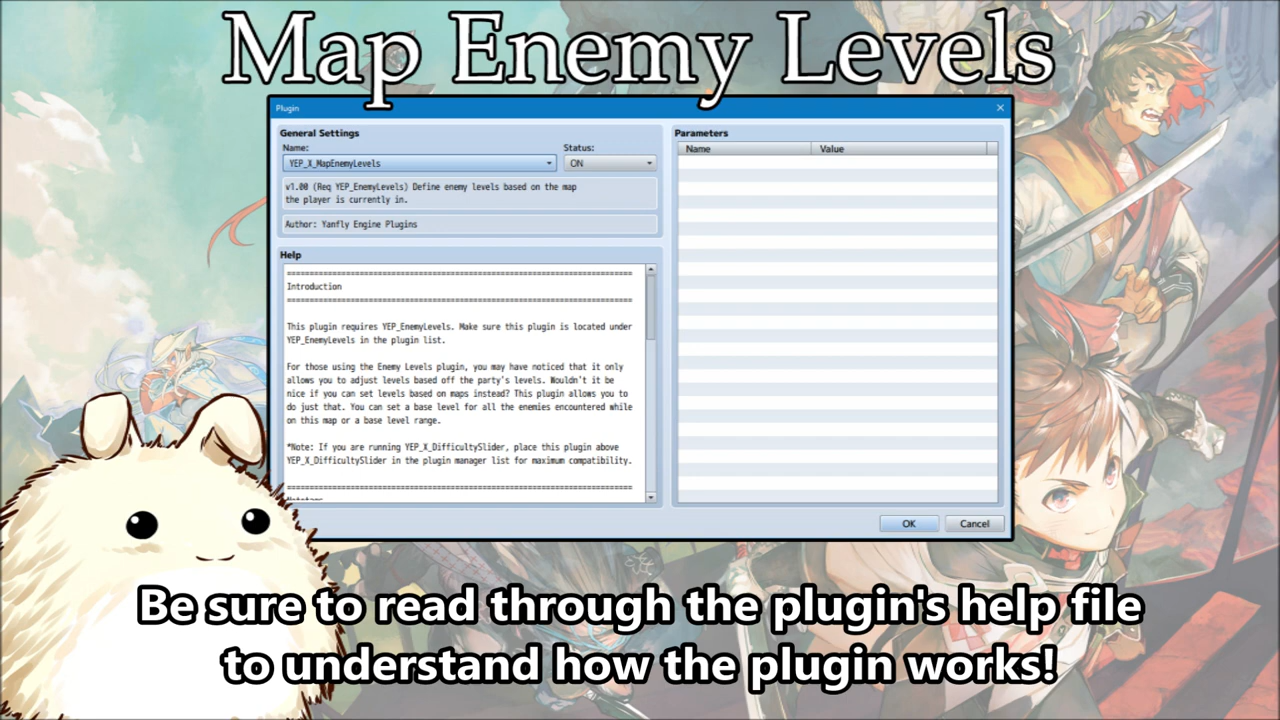 Map Enemy Levels
Plugin
General Settings
Name:
Status:
YEP_X_MapEnemyLevels
ON
v1.00 (Req YEP_EnemyLevels) Define enemy levels based on the map
the player is currently in.
Author: Yanfly Engine Plugins
Help
================================================================================
Introduction
================================================================================
This plugin requires YEP_EnemyLevels. Make sure this plugin is located under
YEP_EnemyLevels in the plugin list.
For those using the Enemy Levels plugin, you may have noticed that it only
allows you to adjust levels based off the party's levels. Wouldn't it be
nice if you can set levels based on maps instead? This plugin allows you to
do just that. You can set a base level for all the enemies encountered while
on this map or a base level range.
*Note: If you are running YEP_X_DifficultySlider, place this plugin above
YEP_X_DifficultySlider in the plugin manager list for maximum compatibility.
================================================================================
Notetags
Parameters
Name
Value
OK
Cancel
Be sure to read through the plugin's help file
to understand how the plugin works!